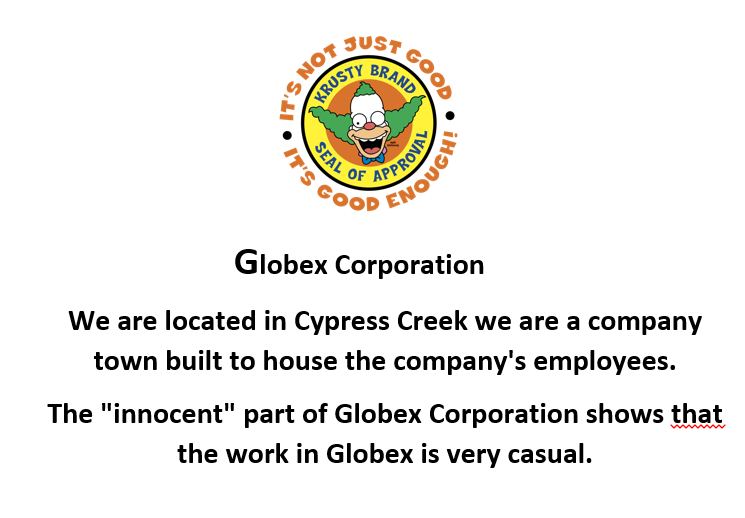 IT'S NOT JUST GOOD
KRUSTY BRAND
SEAL OF APPROVAL
IT'S GOOD ENOUGH!
Globex Corporation
We are located in Cypress Creek we are a company
town built to house the company's employees.
The "innocent" part of Globex Corporation shows that
the work in Globex is very casual.